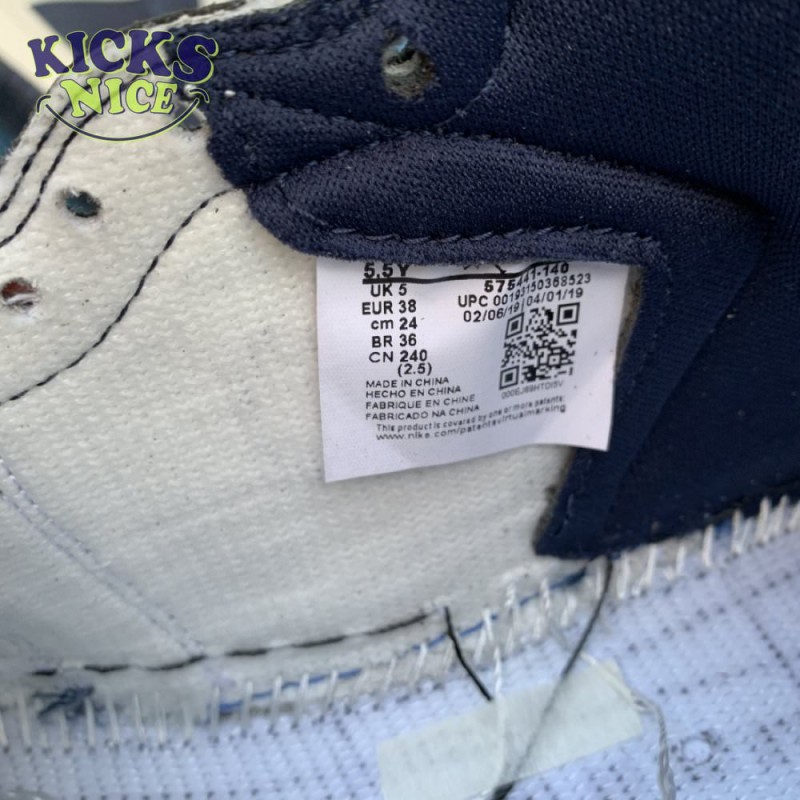 KICKS
NICE
5.5Y
UK 5
EUR 38
cm 24
BR 36
CN 240
(2.5)
575441-140
UPC 00193150368523
02/06/19 04/01/19
MADE IN CHINA
HECHO EN CHINA
FABRIQUE EN CHINE
FABRICADO NA CHINA
This product is covered by one or more patents:
www.nike.com/patentsvirtualmarking